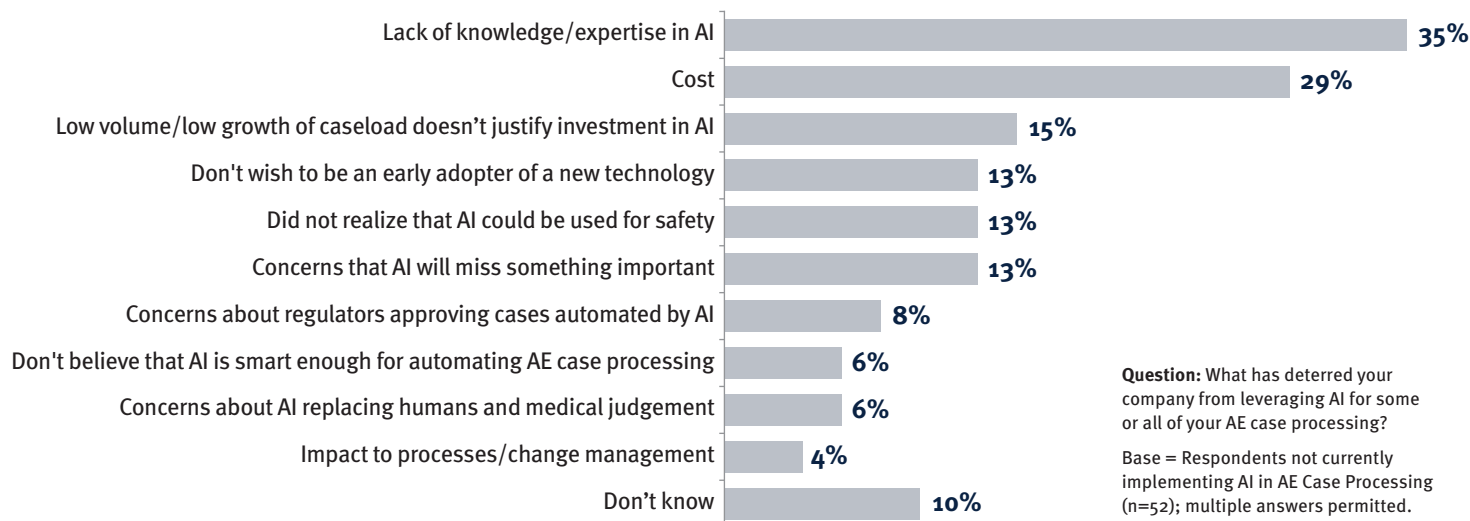 Lack of knowledge/expertise in AI 35%
Cost 29%
Low volume/low growth of caseload doesn’t justify investment in AI 15%
Don't wish to be an early adopter of a new technology 13%
Did not realize that AI could be used for safety 13%
Concerns that AI will miss something important 13%
Concerns about regulators approving cases automated by AI 8%
Don't believe that AI is smart enough for automating AE case processing 6%
Concerns about AI replacing humans and medical judgement 6%
Impact to processes/change management 4%
Don’t know 10%
Question: What has deterred your
company from leveraging AI for some
or all of your AE case processing?
Base = Respondents not currently
implementing AI in AE Case Processing
(n=52); multiple answers permitted.